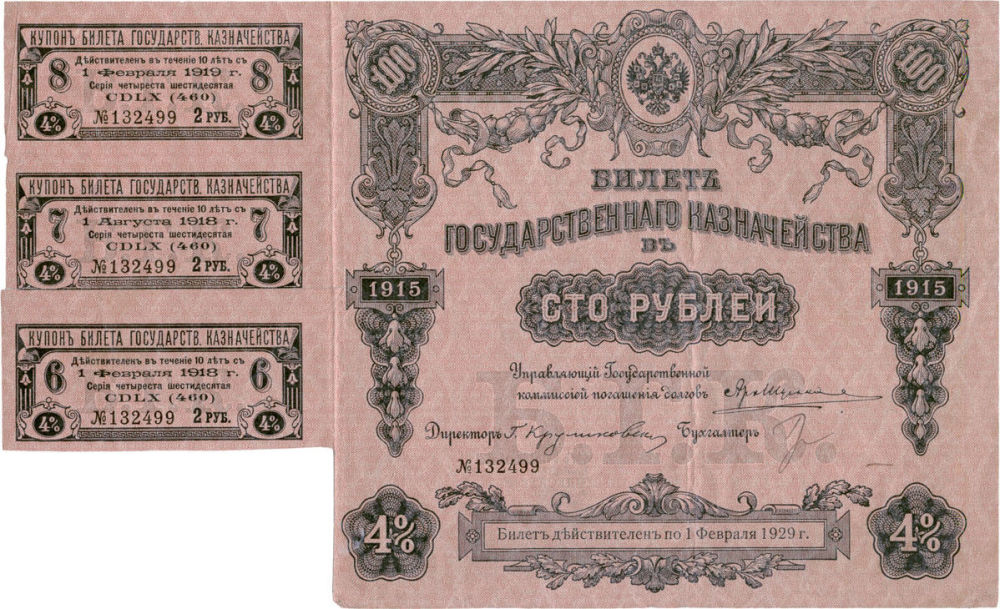 КУПОНЪ БИЛЕТА ГОСУДАРСТВ. КАЗНАЧЕЙСТВА
8 Дѣйствителенъ въ теченіе 10 лѣтъ съ 8
1 Февраля 1919 г.
Серія четыреста шестидесятая
CDLX (460)
№132499 2 РУБ.
4% 4%
КУПОНЪ БИЛЕТА ГОСУДАРСТВ. КАЗНАЧЕЙСТВА
7 Дѣйствителенъ въ теченіе 10 лѣтъ съ 7
1 Августа 1918 г.
Серія четыреста шестидесятая
CDLX (460)
№132499 2 РУБ.
4% 4%
КУПОНЪ БИЛЕТА ГОСУДАРСТВ. КАЗНАЧЕЙСТВА
6 Дѣйствителенъ въ теченіе 10 лѣтъ съ 6
1 Февраля 1918 г.
Серія четыреста шестидесятая
CDLX (460)
№132499 2 РУБ.
4% 4%
100 100
БИЛЕТЪ
ГОСУДАРСТВЕННАГО КАЗНАЧЕЙСТВА
ВЪ
1915 СТО РУБЛЕЙ 1915
Управляющій Государственной
коммисcіей погашенія долговъ
Директоръ Бухгалтеръ
№132499
4% 4%
Билетъ дѣйствителенъ по 1 Февраля 1929 г.